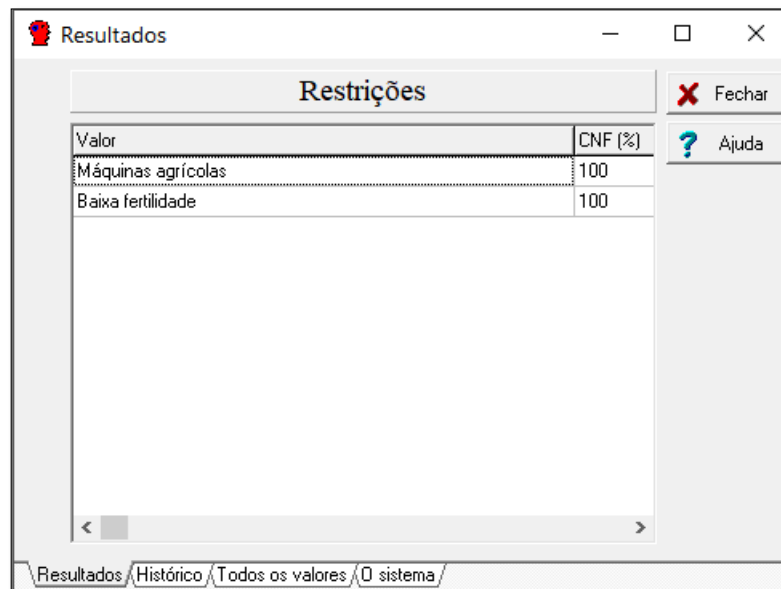 Resultados
Restrições
Fechar
Valor CNF (%)
Ajuda
Máquinas agrícolas 100
Baixa fertilidade 100
Resultados Histórico Todos os valores O sistema